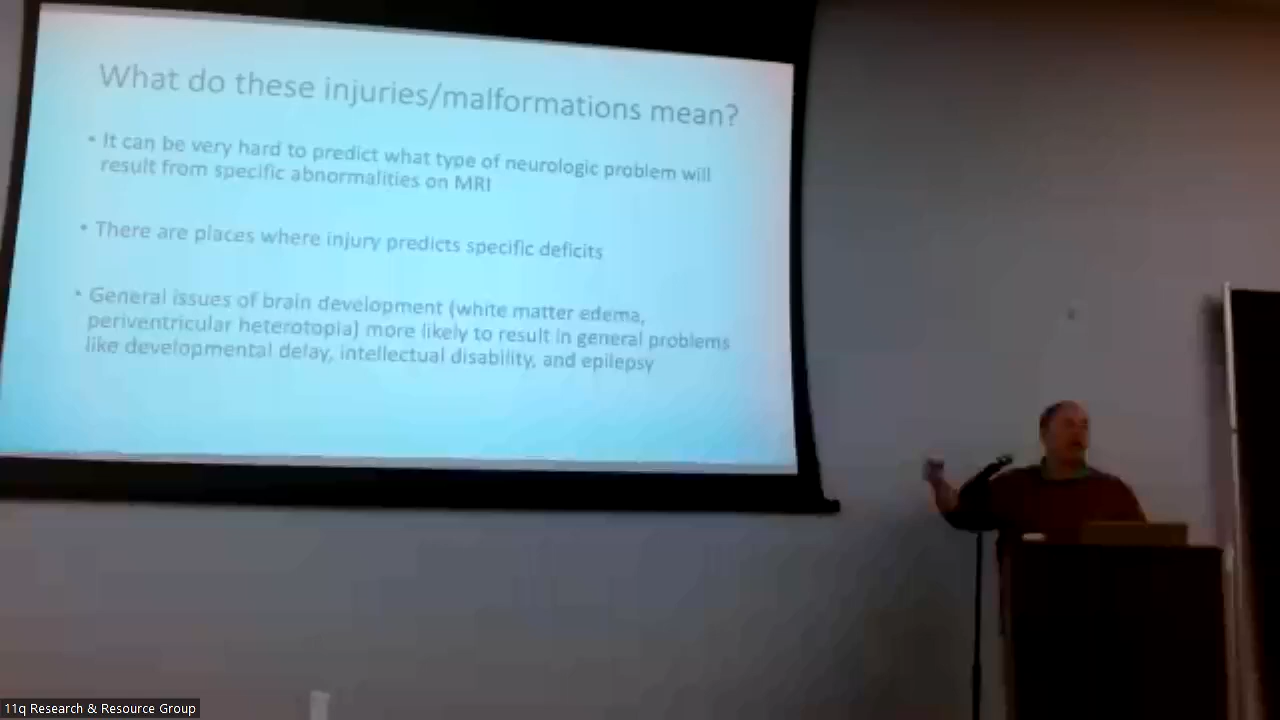 What do these injuries/malformations mean?
• It can be very hard to predict what type of neurologic problem will
result from specific abnormalities on MRI
• There are places where injury predicts specific deficits
• General issues of brain development (white matter edema,
periventricular heterotopia) more likely to result in general problems
like developmental delay, intellectual disability, and epilepsy
11q Research & Resource Group